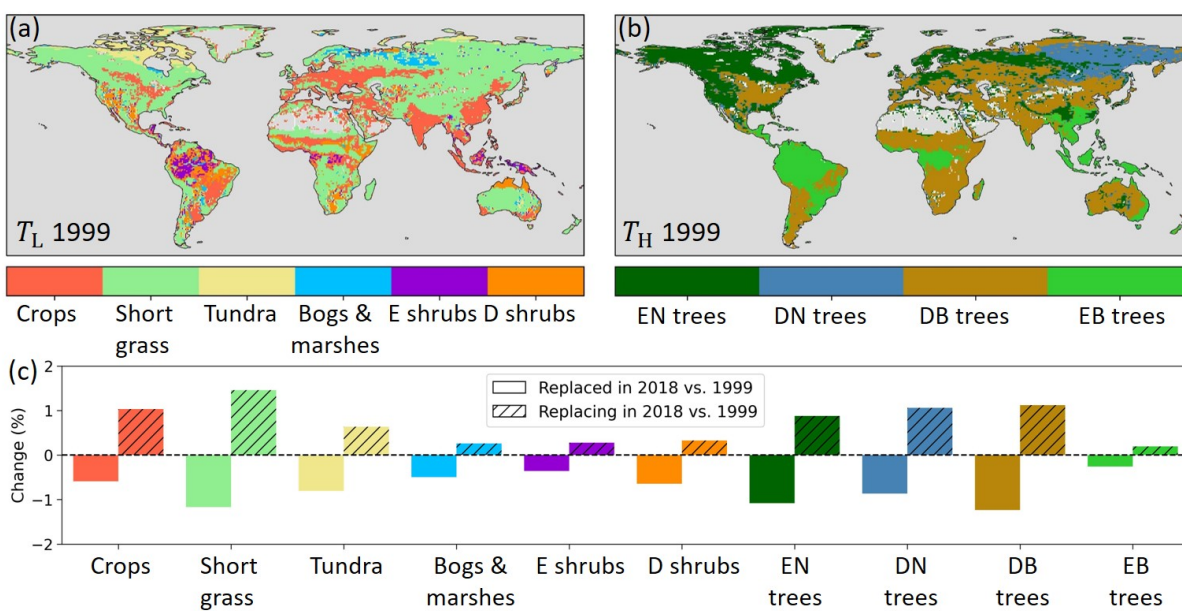 (a)
T_L 1999
Crops
Short
grass
Tundra
Bogs &
marshes
E shrubs
D shrubs
(b)
T_H 1999
EN trees
DN trees
DB trees
EB trees
(c)
Change (%)
2
1
0
−1
−2
Replaced in 2018 vs. 1999
Replacing in 2018 vs. 1999
Crops
Short
grass
Tundra
Bogs &
marshes
E shrubs
D shrubs
EN
trees
DN
trees
DB
trees
EB
trees